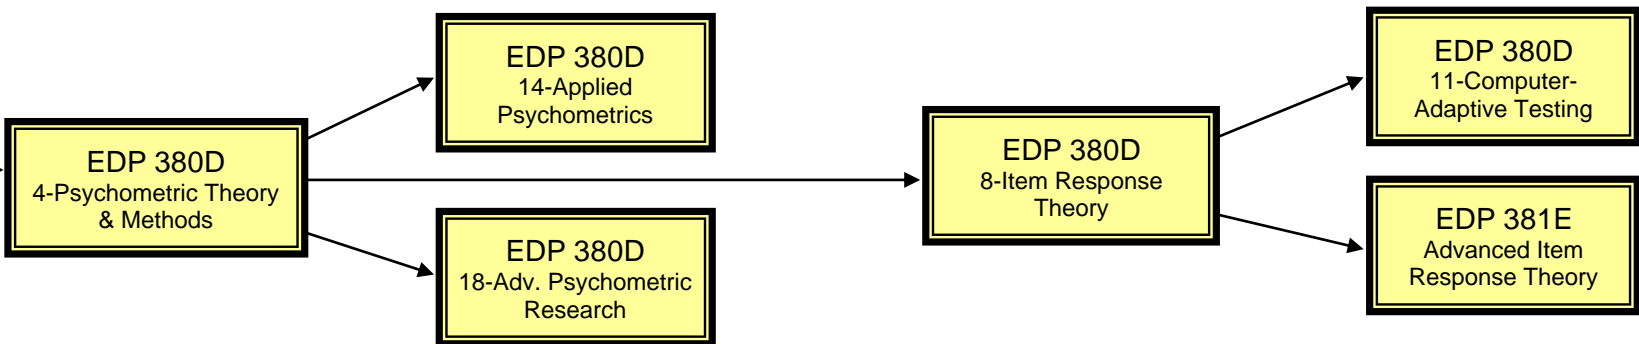 EDP 380D
4-Psychometric Theory
& Methods
EDP 380D
14-Applied
Psychometrics
EDP 380D
18-Adv. Psychometric
Research
EDP 380D
8-Item Response
Theory
EDP 380D
11-Computer-
Adaptive Testing
EDP 381E
Advanced Item
Response Theory